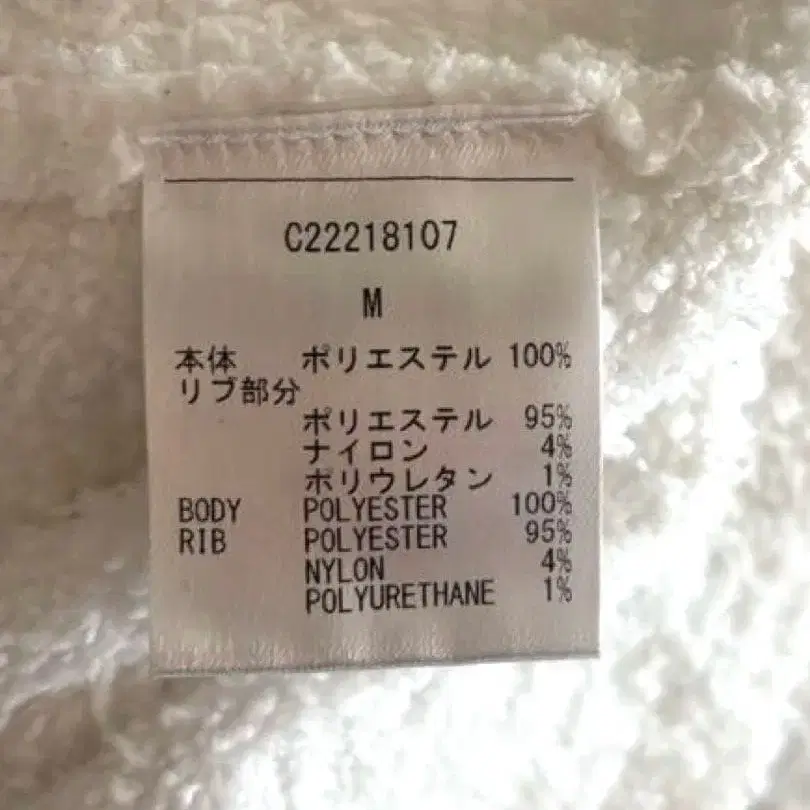 C22218107
M
本体 ポリエステル 100%
リブ部分
ポリエステル 95%
ナイロン 4%
ポリウレタン 1%
BODY POLYESTER 100%
RIB POLYESTER 95%
NYLON 4%
POLYURETHANE 1%